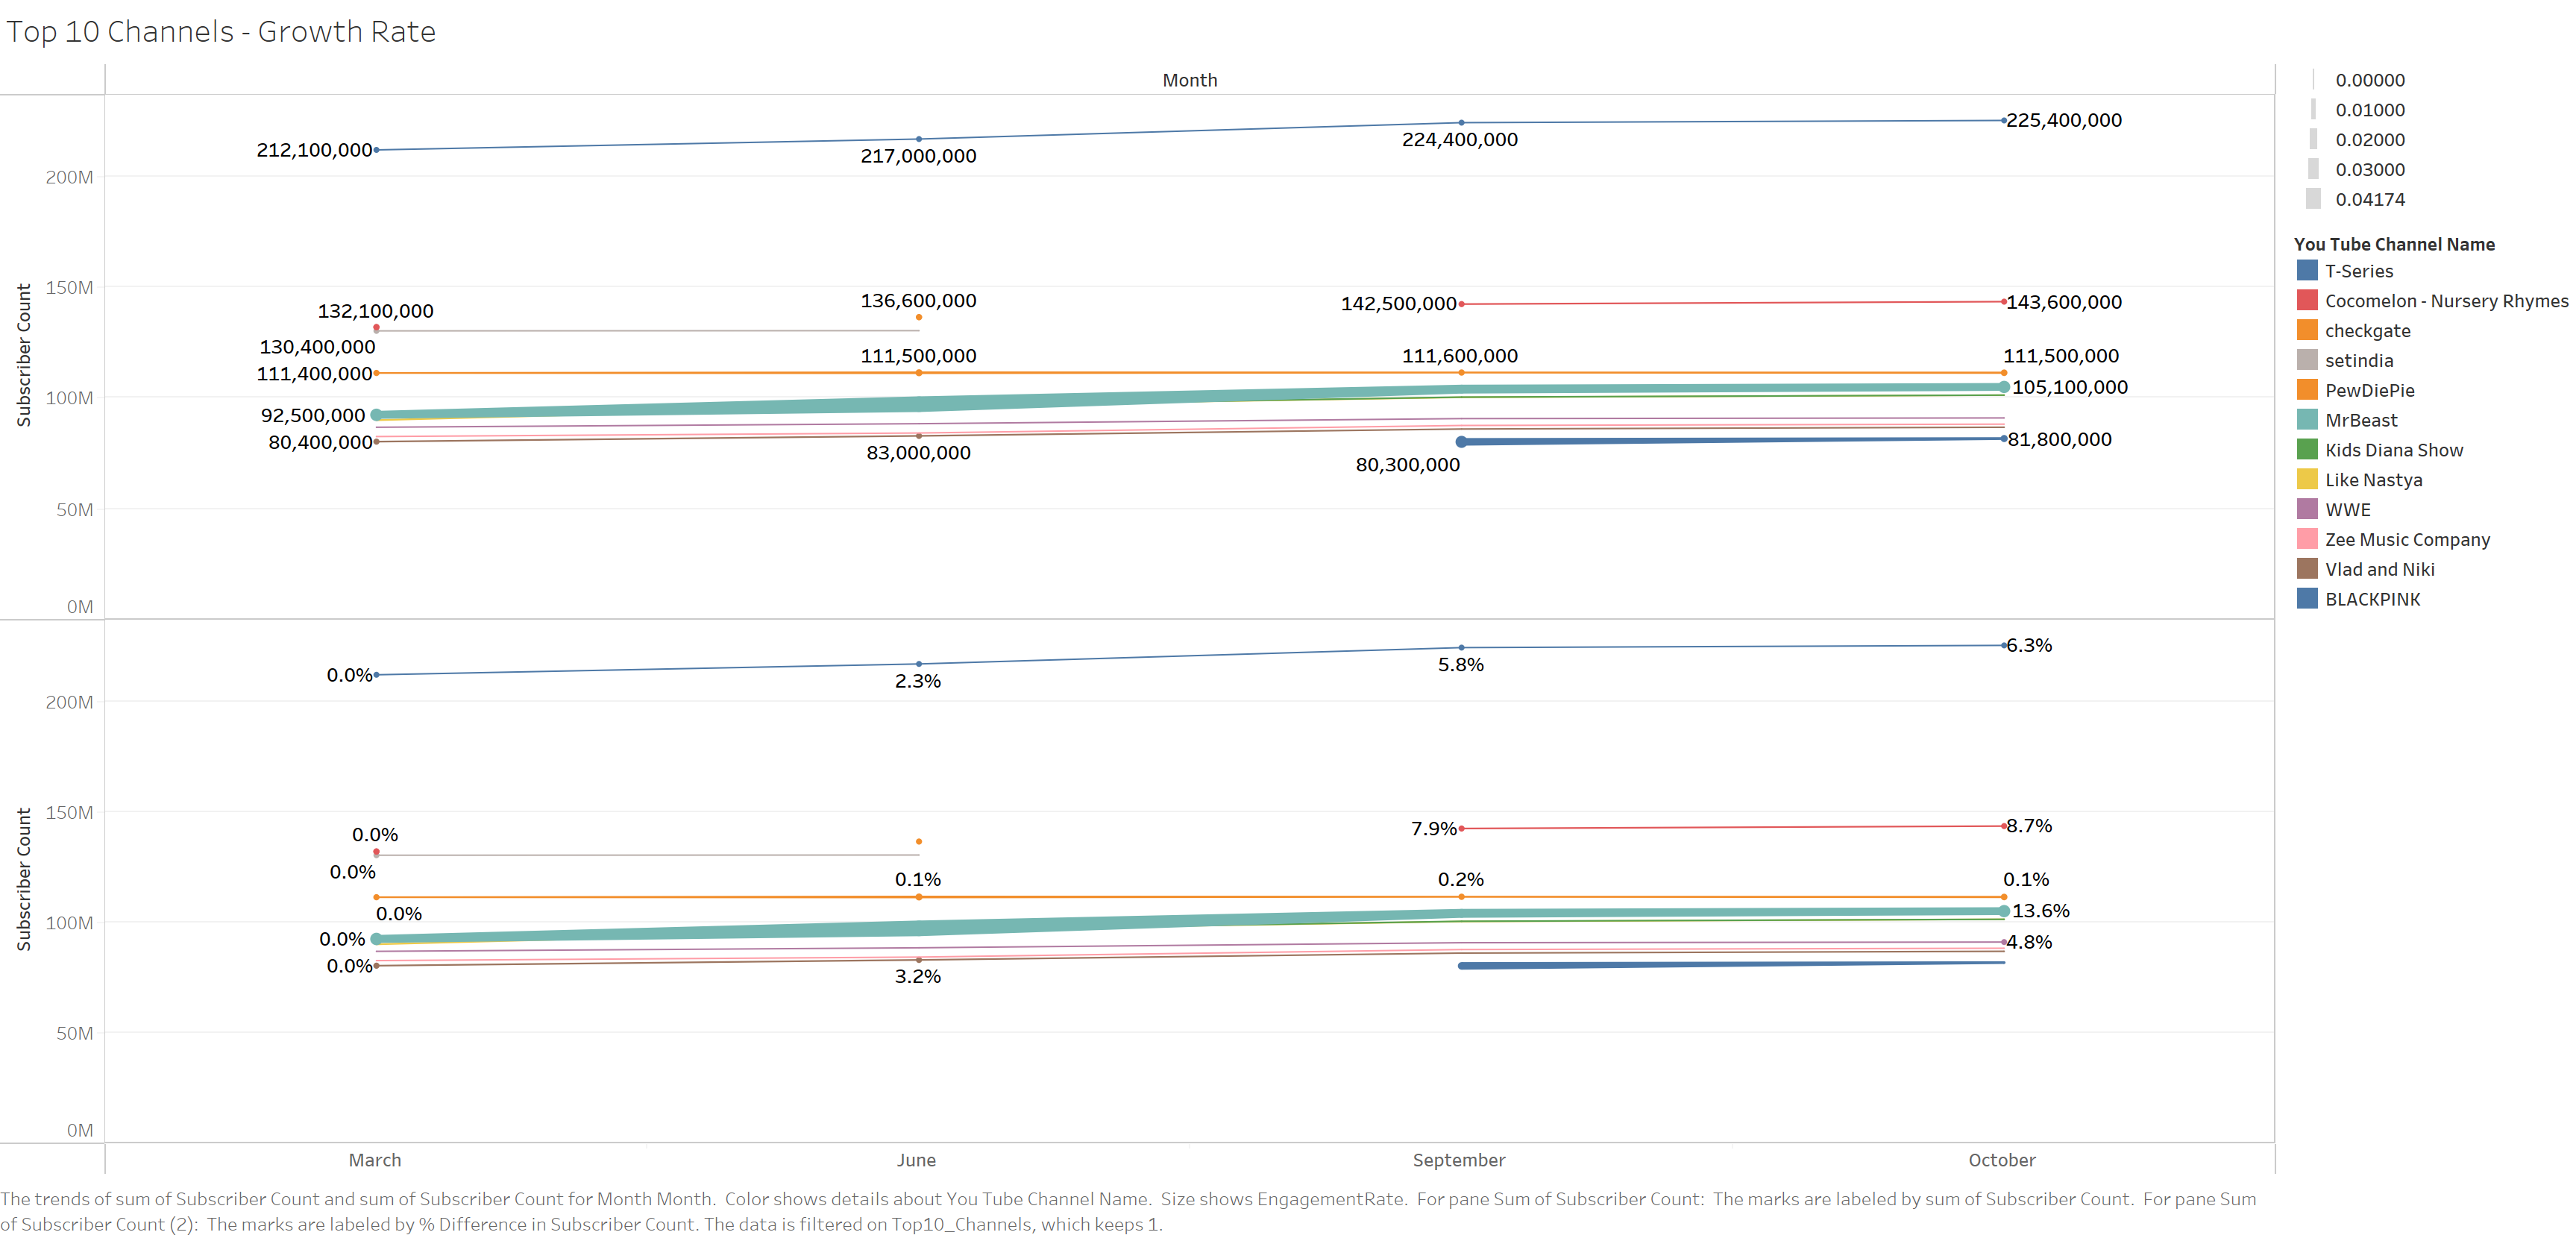 Top 10 Channels - Growth Rate
Month
Subscriber Count
200M
150M
100M
50M
0M
212,100,000
217,000,000
224,400,000
225,400,000
132,100,000
136,600,000
142,500,000
143,600,000
130,400,000
111,400,000
111,500,000
111,600,000
111,500,000
92,500,000
105,100,000
80,400,000
83,000,000
80,300,000
81,800,000
Subscriber Count
200M
150M
100M
50M
0M
0.0%
2.3%
5.8%
6.3%
0.0%
7.9%
8.7%
0.0%
0.0%
0.1%
0.2%
0.1%
0.0%
13.6%
4.8%
0.0%
3.2%
March
June
September
October
0.00000
0.01000
0.02000
0.03000
0.04174
You Tube Channel Name
T-Series
Cocomelon - Nursery Rhymes
checkgate
setindia
PewDiePie
MrBeast
Kids Diana Show
Like Nastya
WWE
Zee Music Company
Vlad and Niki
BLACKPINK
The trends of sum of Subscriber Count and sum of Subscriber Count for Month Month.  Color shows details about You Tube Channel Name.  Size shows EngagementRate.  For pane Sum of Subscriber Count:  The marks are labeled by sum of Subscriber Count.  For pane Sum
of Subscriber Count (2):  The marks are labeled by % Difference in Subscriber Count. The data is filtered on Top10_Channels, which keeps 1.